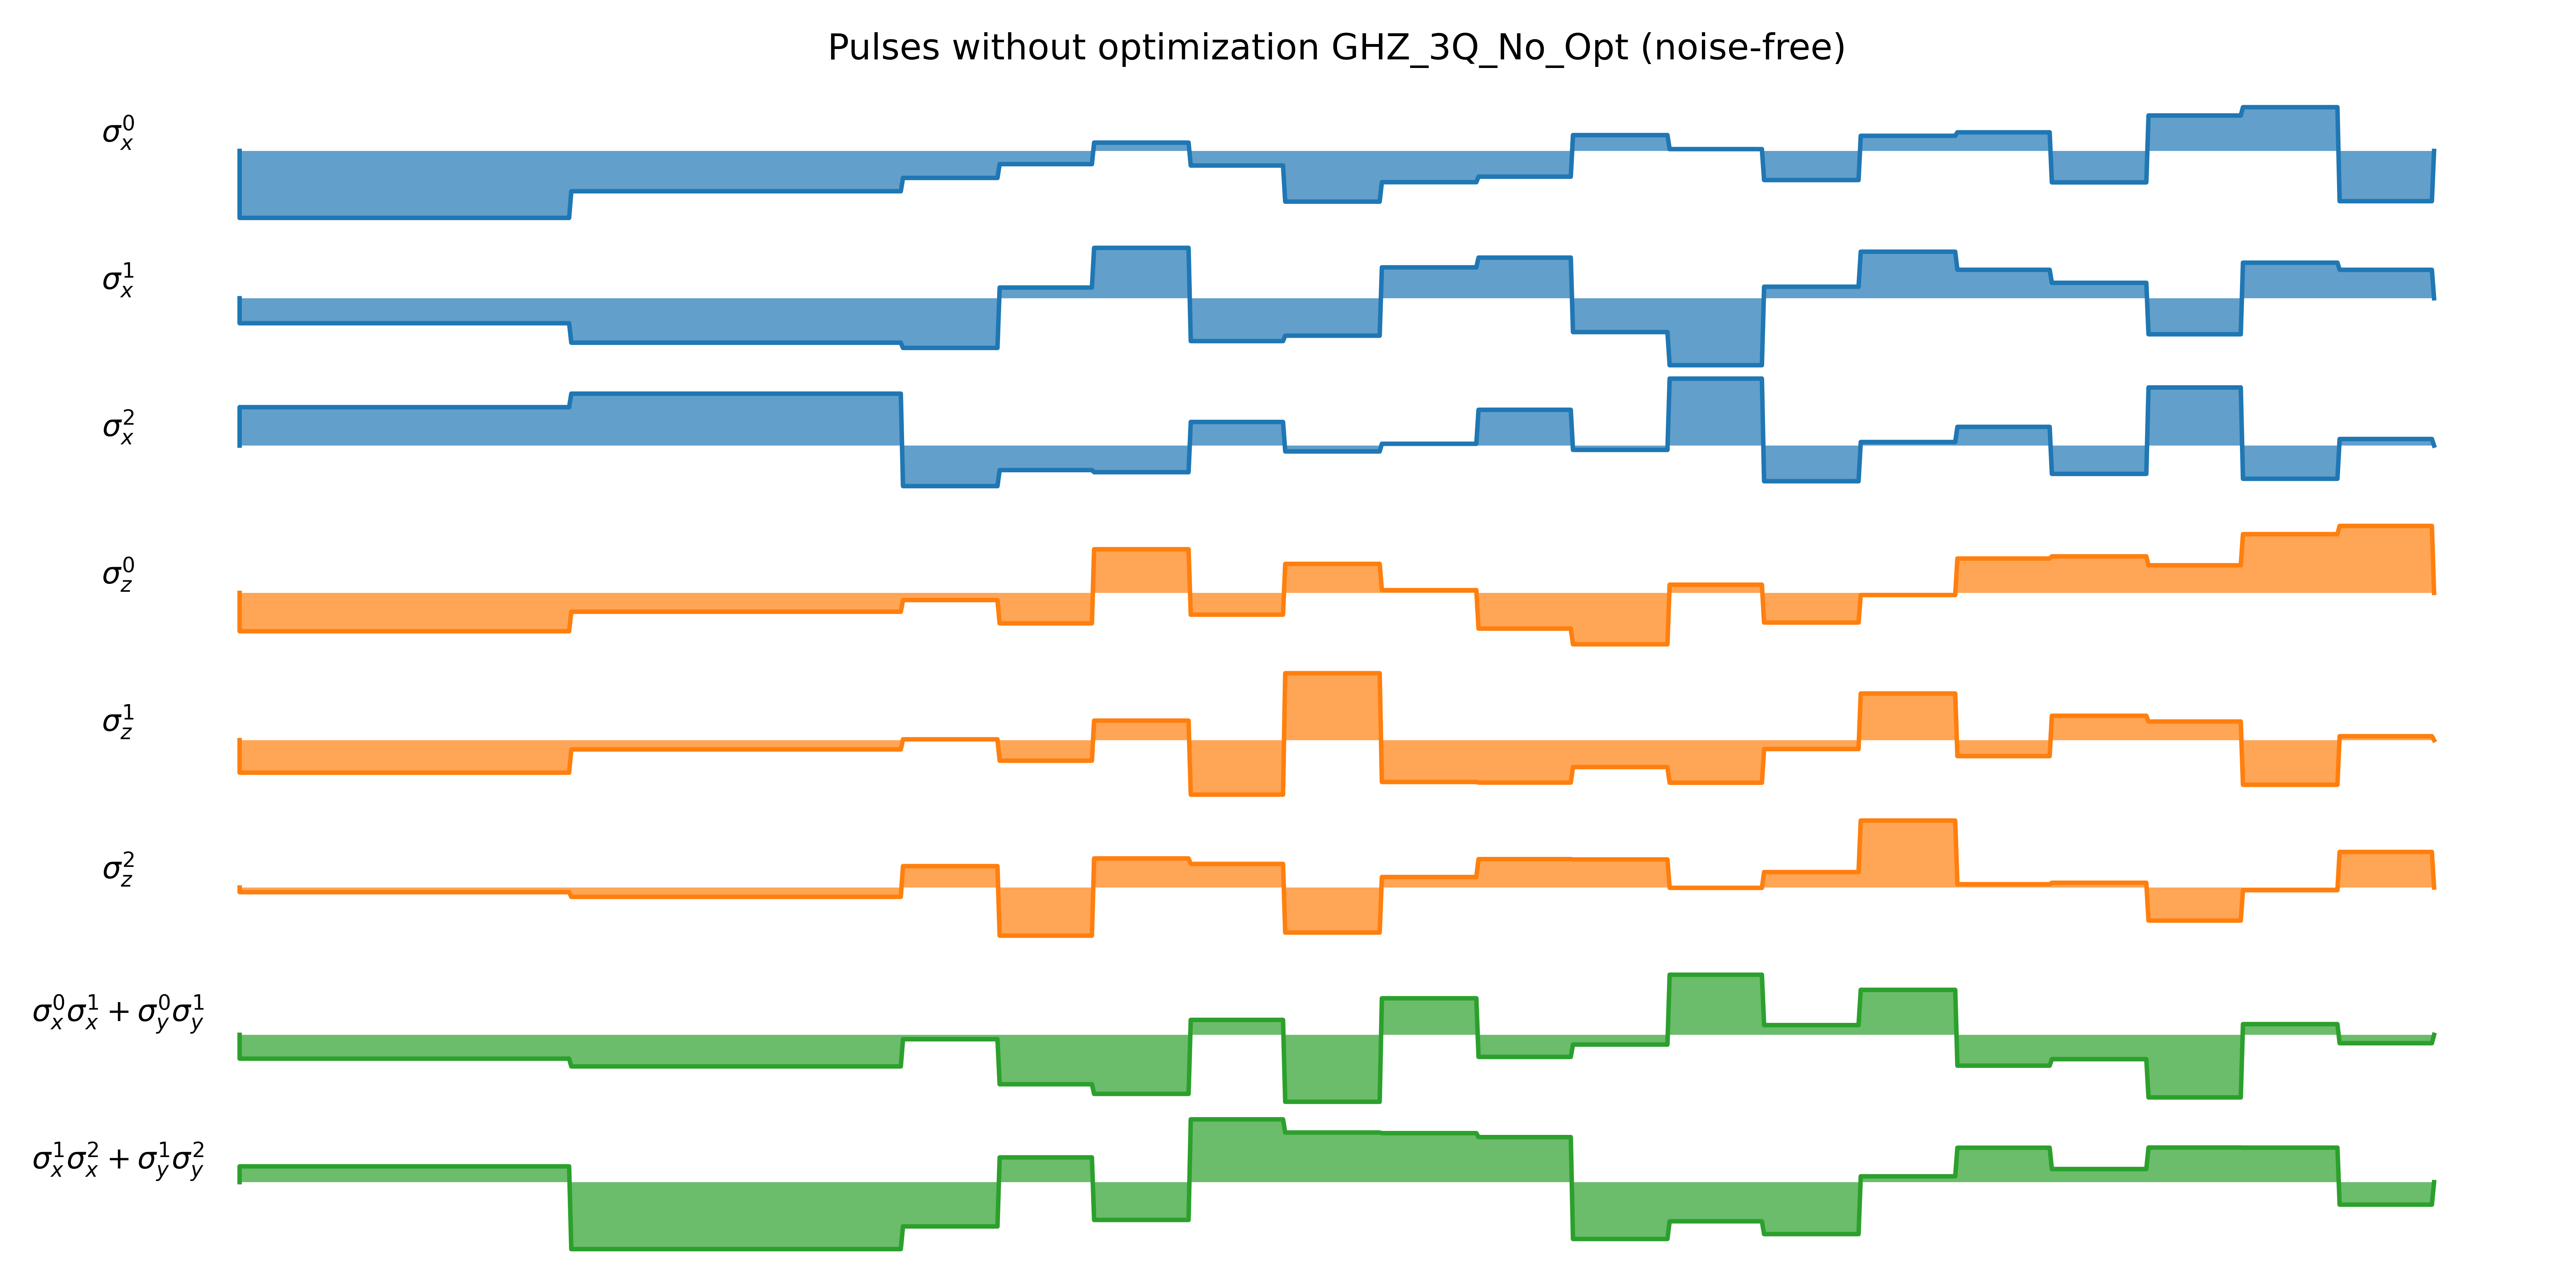 Pulses without optimization GHZ_3Q_No_Opt (noise-free)
σ_x^0
σ_x^1
σ_x^2
σ_z^0
σ_z^1
σ_z^2
σ_x^0σ_x^1 + σ_y^0σ_y^1
σ_x^1σ_x^2 + σ_y^1σ_y^2